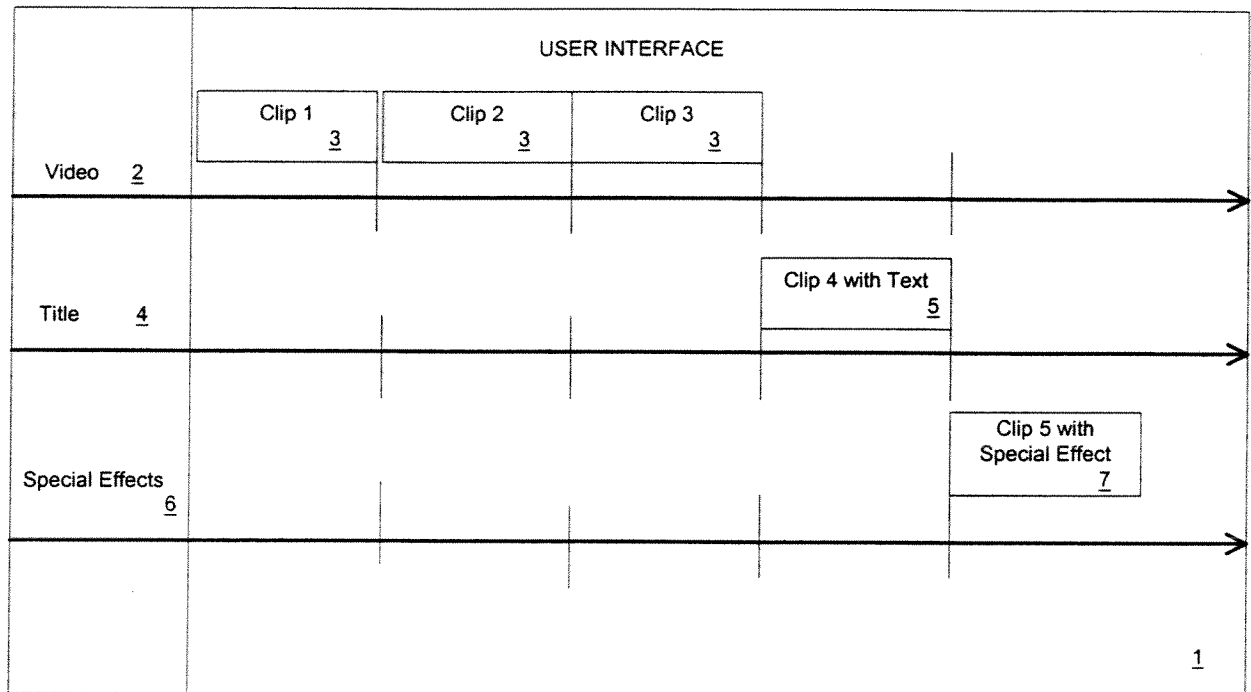 USER INTERFACE
Clip 1
3
Clip 2
3
Clip 3
3
Video 2
Clip 4 with Text
5
Title 4
Clip 5 with
Special Effect
7
Special Effects
6
1